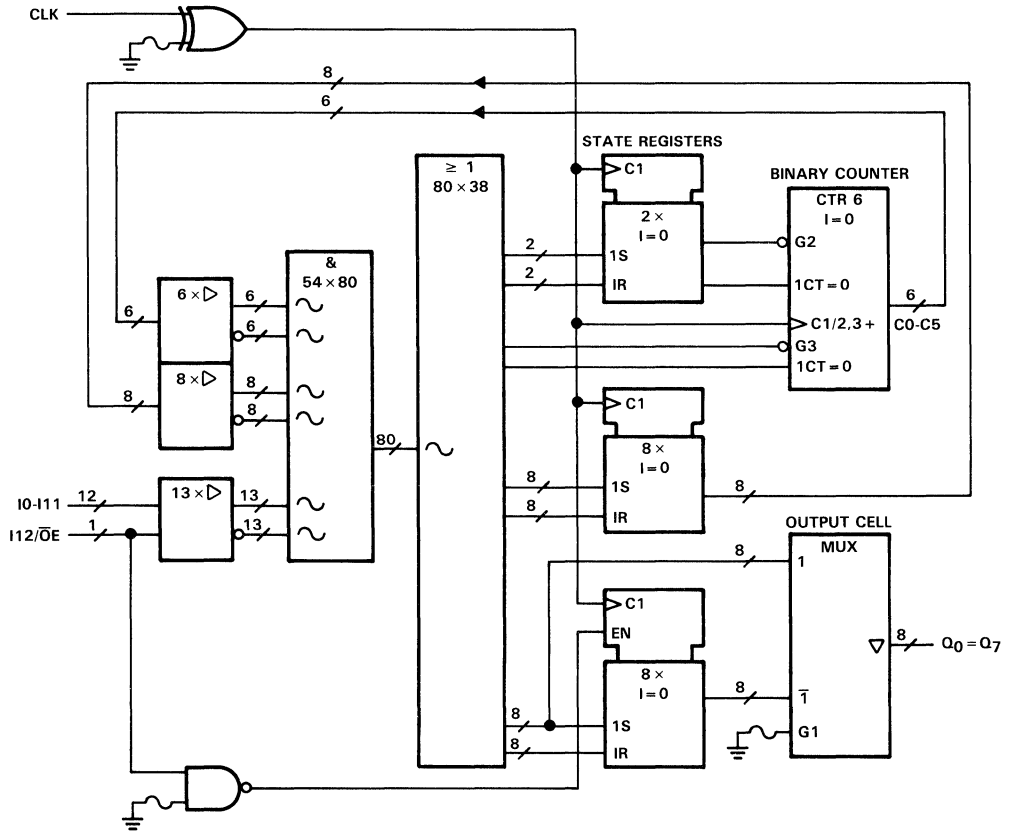 CLK
8
6
STATE REGISTERS
C1
≥ 1
80 × 38
BINARY COUNTER
CTR 6
I=0
2 ×
I=0
G2
&
54 × 80
2
1S
2
IR
1CT=0
6
C0-C5
6 × ▷
6
6
6
C1/2,3+
G3
1CT=0
8 × ▷
8
8
8
C1
80
8 ×
I=0
8
1S
8
8
IR
I0-I11
12
13 × ▷
13
I12/O̅E̅
1
13
OUTPUT CELL
MUX
8
1
C1
EN
8
Q0=Q7
8 ×
I=0
8
1̅
8
1S
G1
8
IR